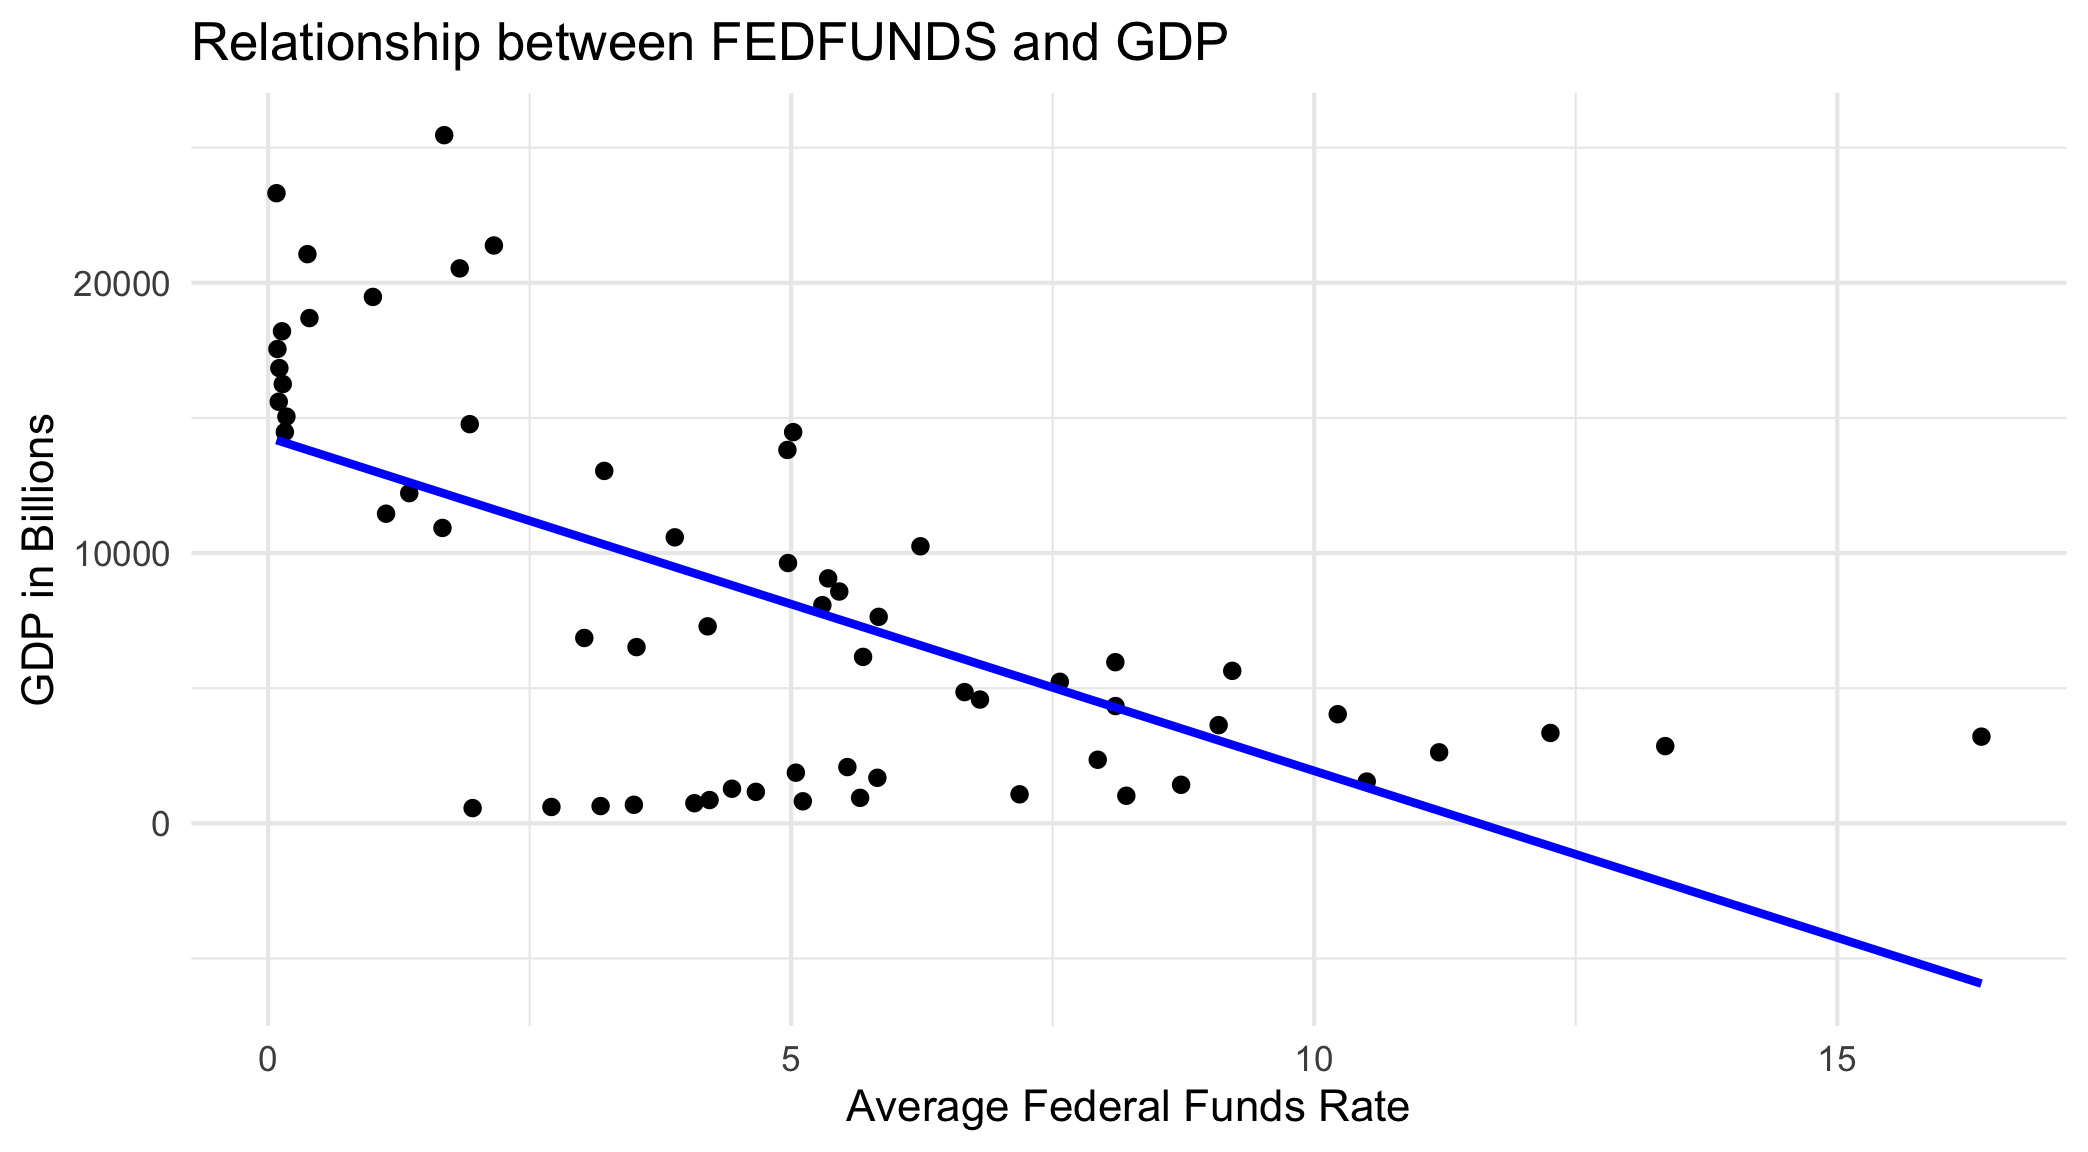 Relationship between FEDFUNDS and GDP
GDP in Billions
20000
10000
0
0 5 10 15
Average Federal Funds Rate